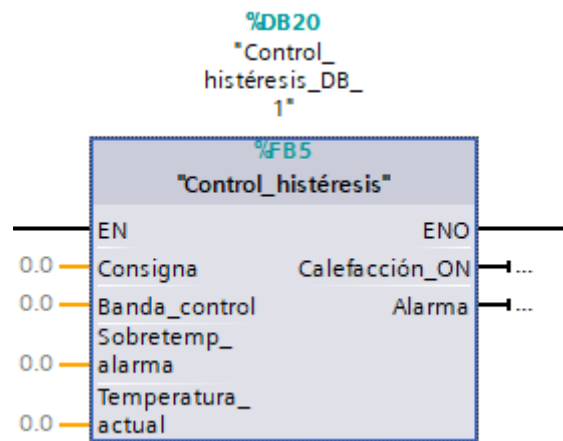 %DB20
"Control_
histéresis_DB_
1"
%FB5
"Control_histéresis"
EN ENO
0.0 Consigna Calefacción_ON ...
0.0 Banda_control Alarma ...
Sobretemp_
0.0 alarma
Temperatura_
0.0 actual